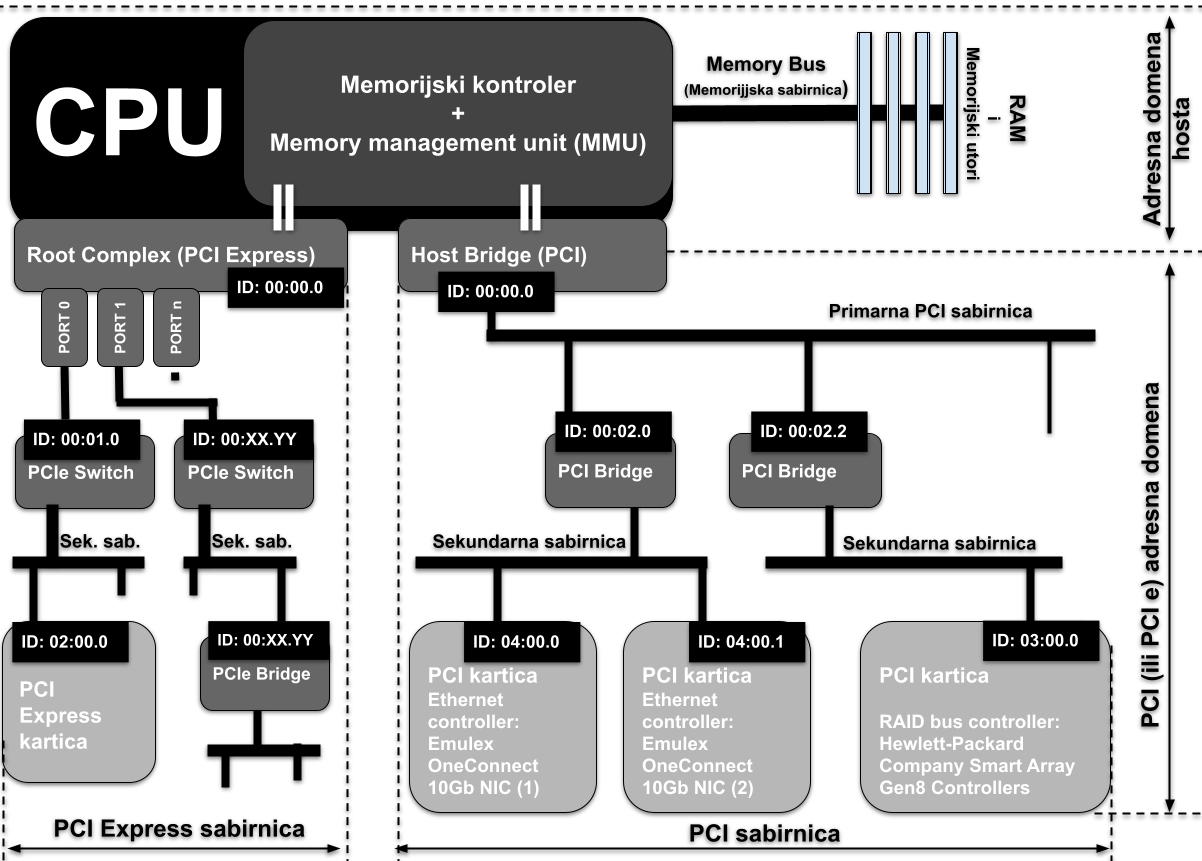 CPU
Memorijski kontroler
+
Memory management unit (MMU)
Memory Bus
(Memorijjska sabirnica)
Memorijski utori
i
RAM
Adresna domena
hosta
Root Complex (PCI Express)
ID: 00:00.0
Host Bridge (PCI)
ID: 00:00.0
PORT 0
PORT 1
PORT n
Primarna PCI sabirnica
ID: 00:01.0
PCIe Switch
ID: 00:XX.YY
PCIe Switch
ID: 00:02.0
PCI Bridge
ID: 00:02.2
PCI Bridge
Sek. sab.
Sek. sab.
Sekundarna sabirnica
Sekundarna sabirnica
PCI (ili PCI e) adresna domena
ID: 02:00.0
PCI
Express
kartica
ID: 00:XX.YY
PCIe Bridge
ID: 04:00.0
PCI kartica
Ethernet
controller:
Emulex
OneConnect
10Gb NIC (1)
ID: 04:00.1
PCI kartica
Ethernet
controller:
Emulex
OneConnect
10Gb NIC (2)
ID: 03:00.0
PCI kartica
RAID bus controller:
Hewlett-Packard
Company Smart Array
Gen8 Controllers
PCI Express sabirnica
PCI sabirnica